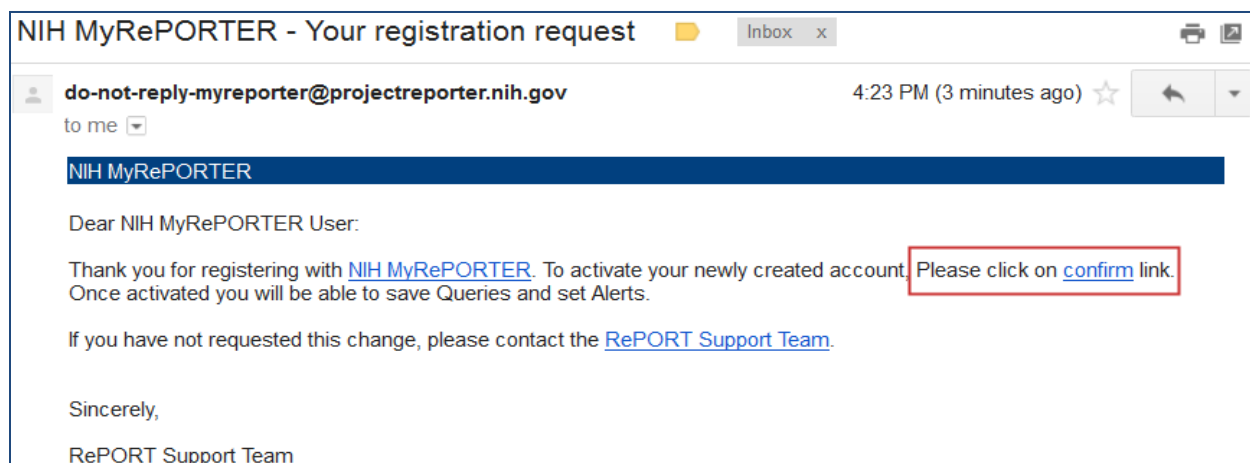 NIH MyRePORTER - Your registration request Inbox x
do-not-reply-myreporter@projectreporter.nih.gov 4:23 PM (3 minutes ago)
to me
NIH MyRePORTER
Dear NIH MyRePORTER User:
Thank you for registering with NIH MyRePORTER. To activate your newly created account, Please click on confirm link.
Once activated you will be able to save Queries and set Alerts.
If you have not requested this change, please contact the RePORT Support Team.
Sincerely,
RePORT Support Team